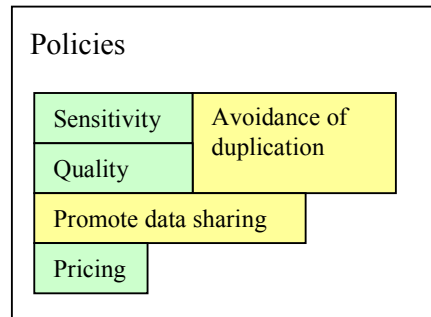 Policies
Sensitivity
Avoidance of
duplication
Quality
Promote data sharing
Pricing